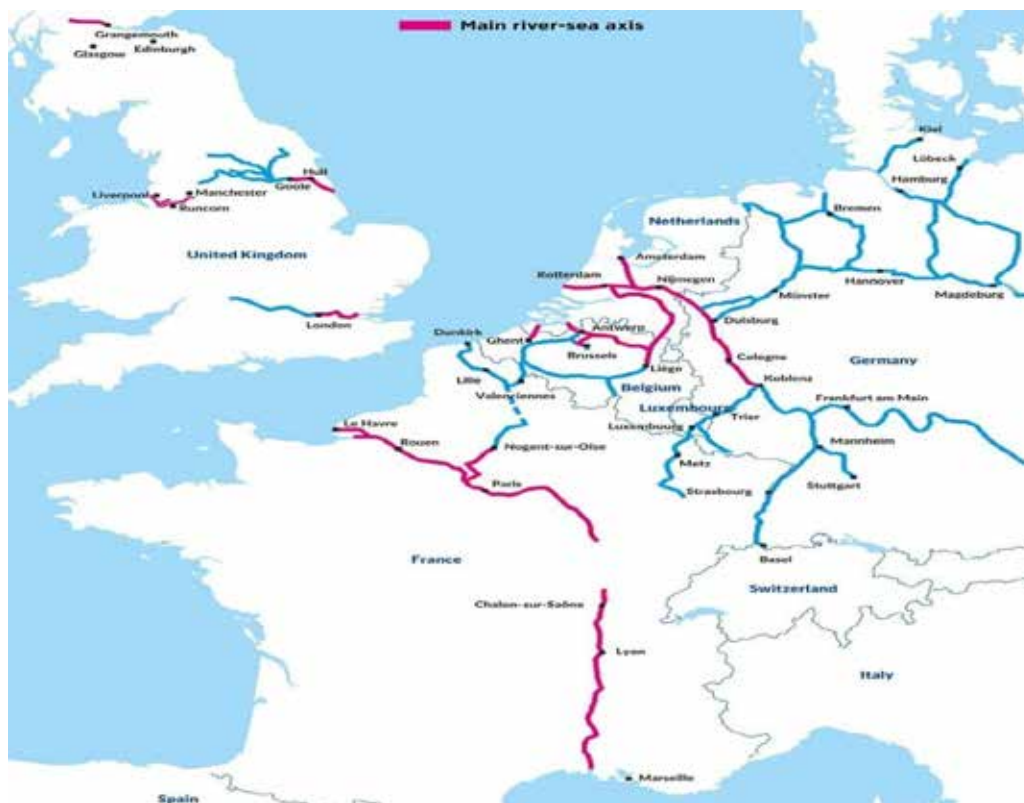 Main river-sea axis
Grangemouth
Glasgow
Edinburgh
Kiel
Lübeck
Hamburg
Hull
Goole
Liverpool
Manchester
Runcorn
Netherlands
Bremen
United Kingdom
Amsterdam
Rotterdam
Nijmegen
Hannover
Münster
Magdeburg
London
Duisburg
Dunkirk
Ghent
Antwerp
Brussels
Cologne
Germany
Lille
Liège
Belgium
Koblenz
Valenciennes
Frankfurt am Main
Luxembourg
Trier
Le Havre
Luxembourg
Rouen
Nogent-sur-Oise
Mannheim
Metz
Paris
Strasbourg
Stuttgart
France
Basel
Switzerland
Chalon-sur-Saône
Lyon
Italy
Marseille
Spain